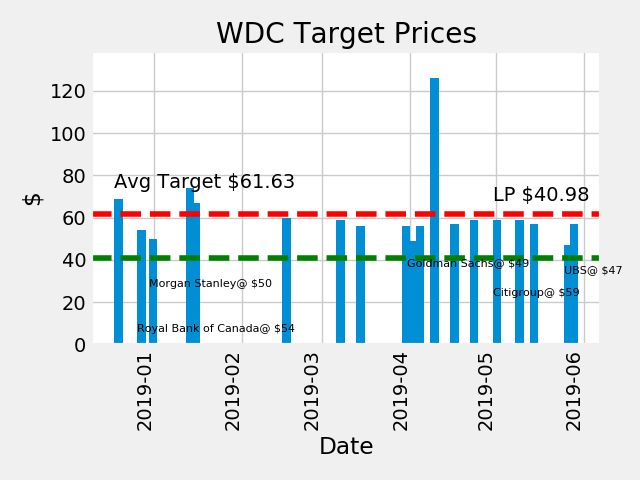 WDC Target Prices
$
120
100
80
60
40
20
0
Avg Target $61.63
LP $40.98
Goldman Sachs@ $49
UBS@ $47
Morgan Stanley@ $50
Citigroup@ $59
Royal Bank of Canada@ $54
2019-01
2019-02
2019-03
2019-04
2019-05
2019-06
Date